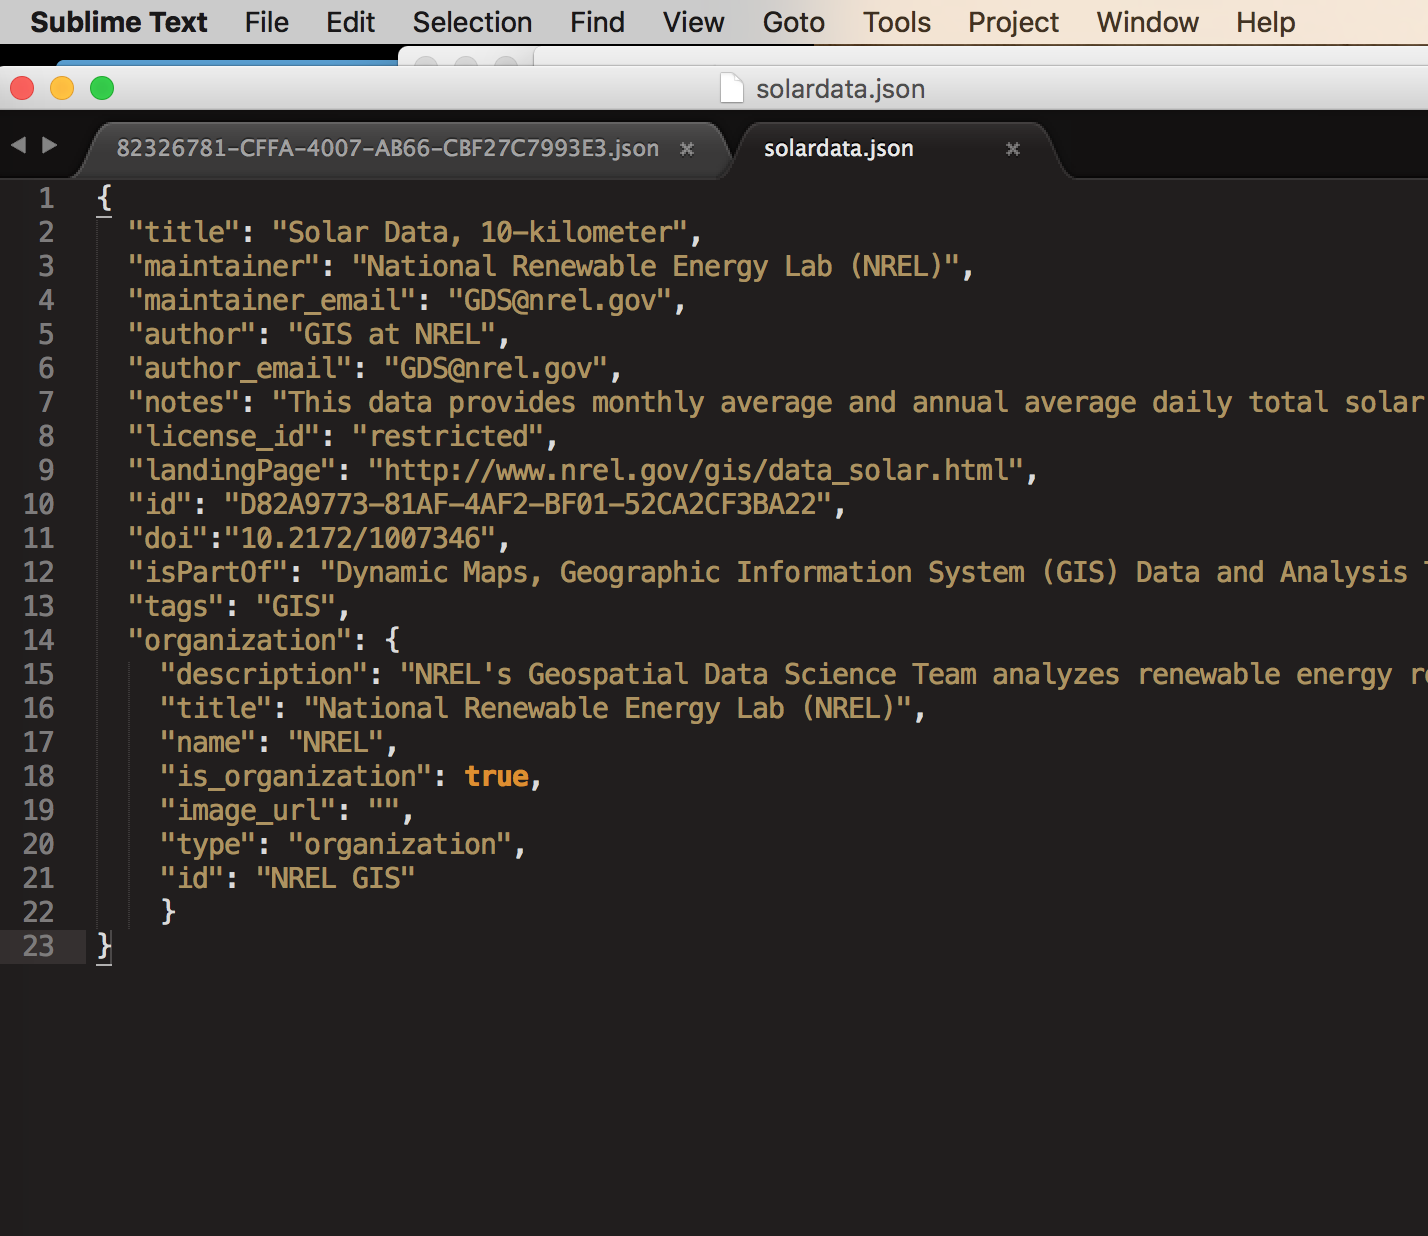 Sublime Text File Edit Selection Find View Goto Tools Project Window Help
solardata.json
82326781-CFFA-4007-AB66-CBF27C7993E3.json × solardata.json ×
1 {
2 "title": "Solar Data, 10-kilometer",
3 "maintainer": "National Renewable Energy Lab (NREL)",
4 "maintainer_email": "GDS@nrel.gov",
5 "author": "GIS at NREL",
6 "author_email": "GDS@nrel.gov",
7 "notes": "This data provides monthly average and annual average daily total solar
8 "license_id": "restricted",
9 "landingPage": "http://www.nrel.gov/gis/data_solar.html",
10 "id": "D82A9773-81AF-4AF2-BF01-52CA2CF3BA22",
11 "doi":"10.2172/1007346",
12 "isPartOf": "Dynamic Maps, Geographic Information System (GIS) Data and Analysis
13 "tags": "GIS",
14 "organization": {
15 "description": "NREL's Geospatial Data Science Team analyzes renewable energy
16 "title": "National Renewable Energy Lab (NREL)",
17 "name": "NREL",
18 "is_organization": true,
19 "image_url": "",
20 "type": "organization",
21 "id": "NREL GIS"
22 }
23 }